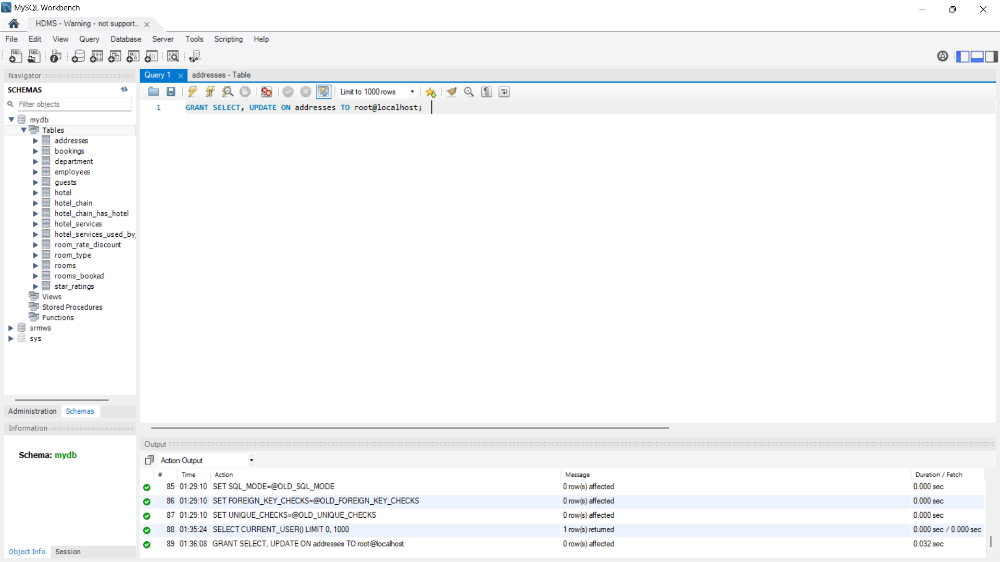 MySQL Workbench
HDMS - Warning - not support...
File Edit View Query Database Server Tools Scripting Help
Navigator
SCHEMAS
Filter objects
mydb
Tables
addresses
bookings
department
employees
guests
hotel
hotel_chain
hotel_chain_has_hotel
hotel_services
hotel_services_used_by_
room_rate_discount
room_type
rooms
rooms_booked
star_ratings
Views
Stored Procedures
Functions
srmws
sys
Administration Schemas
Information
Schema: mydb
Object Info Session
Query 1 addresses - Table
Limit to 1000 rows
1 GRANT SELECT, UPDATE ON addresses TO root@localhost;
Output
Action Output
# Time Action Message Duration / Fetch
85 01:29:10 SET SQL_MODE=@OLD_SQL_MODE 0 row(s) affected 0.000 sec
86 01:29:10 SET FOREIGN_KEY_CHECKS=@OLD_FOREIGN_KEY_CHECKS 0 row(s) affected 0.000 sec
87 01:29:10 SET UNIQUE_CHECKS=@OLD_UNIQUE_CHECKS 0 row(s) affected 0.000 sec
88 01:35:24 SELECT CURRENT_USER() LIMIT 0, 1000 1 row(s) returned 0.000 sec / 0.000 sec
89 01:36:08 GRANT SELECT, UPDATE ON addresses TO root@localhost 0 row(s) affected 0.032 sec